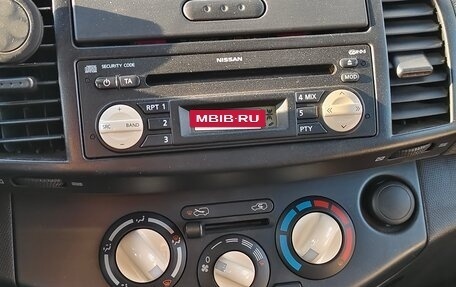 SECURITY CODE
NISSAN
TA
MOD
RPT 1
4 MIX
SRC
BAND
2
5
3
PTY
MBIB·RU